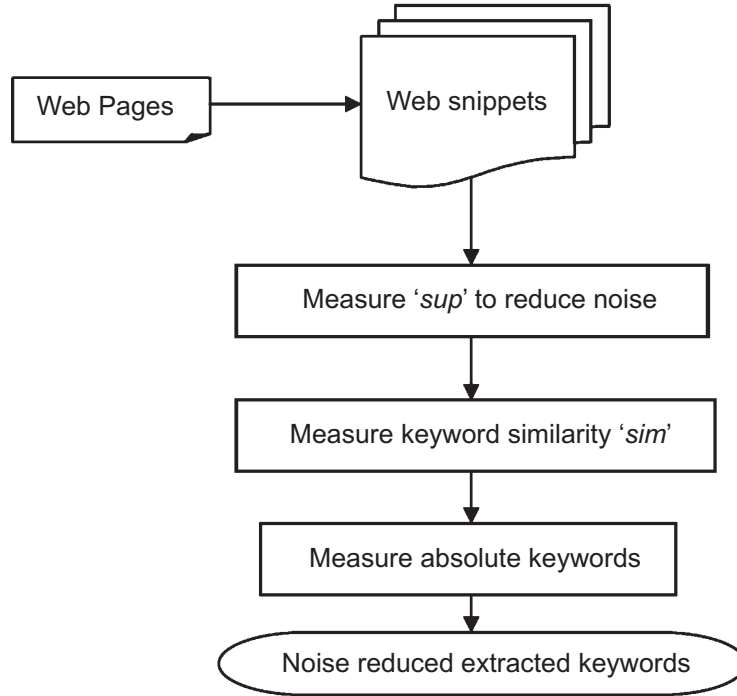 Web Pages
Web snippets
Measure ‘sup’ to reduce noise
Measure keyword similarity ‘sim’
Measure absolute keywords
Noise reduced extracted keywords